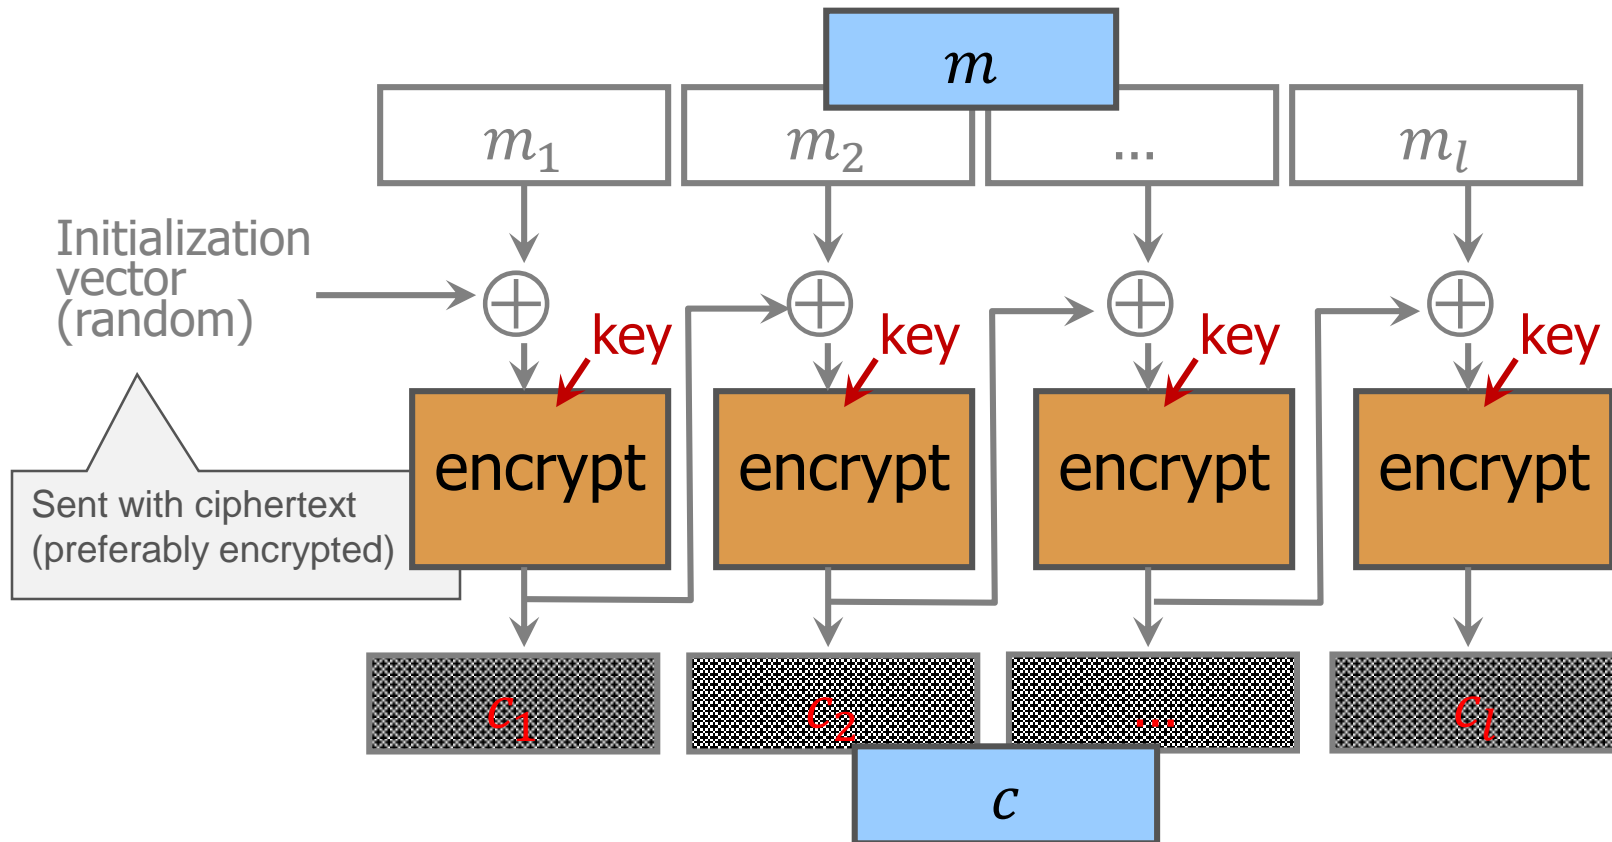 m
m₁
m₂
...
mₗ
Initialization
vector
(random)
key
key
key
key
encrypt
encrypt
encrypt
encrypt
Sent with ciphertext
(preferably encrypted)
c₁
c₂
...
cₗ
c